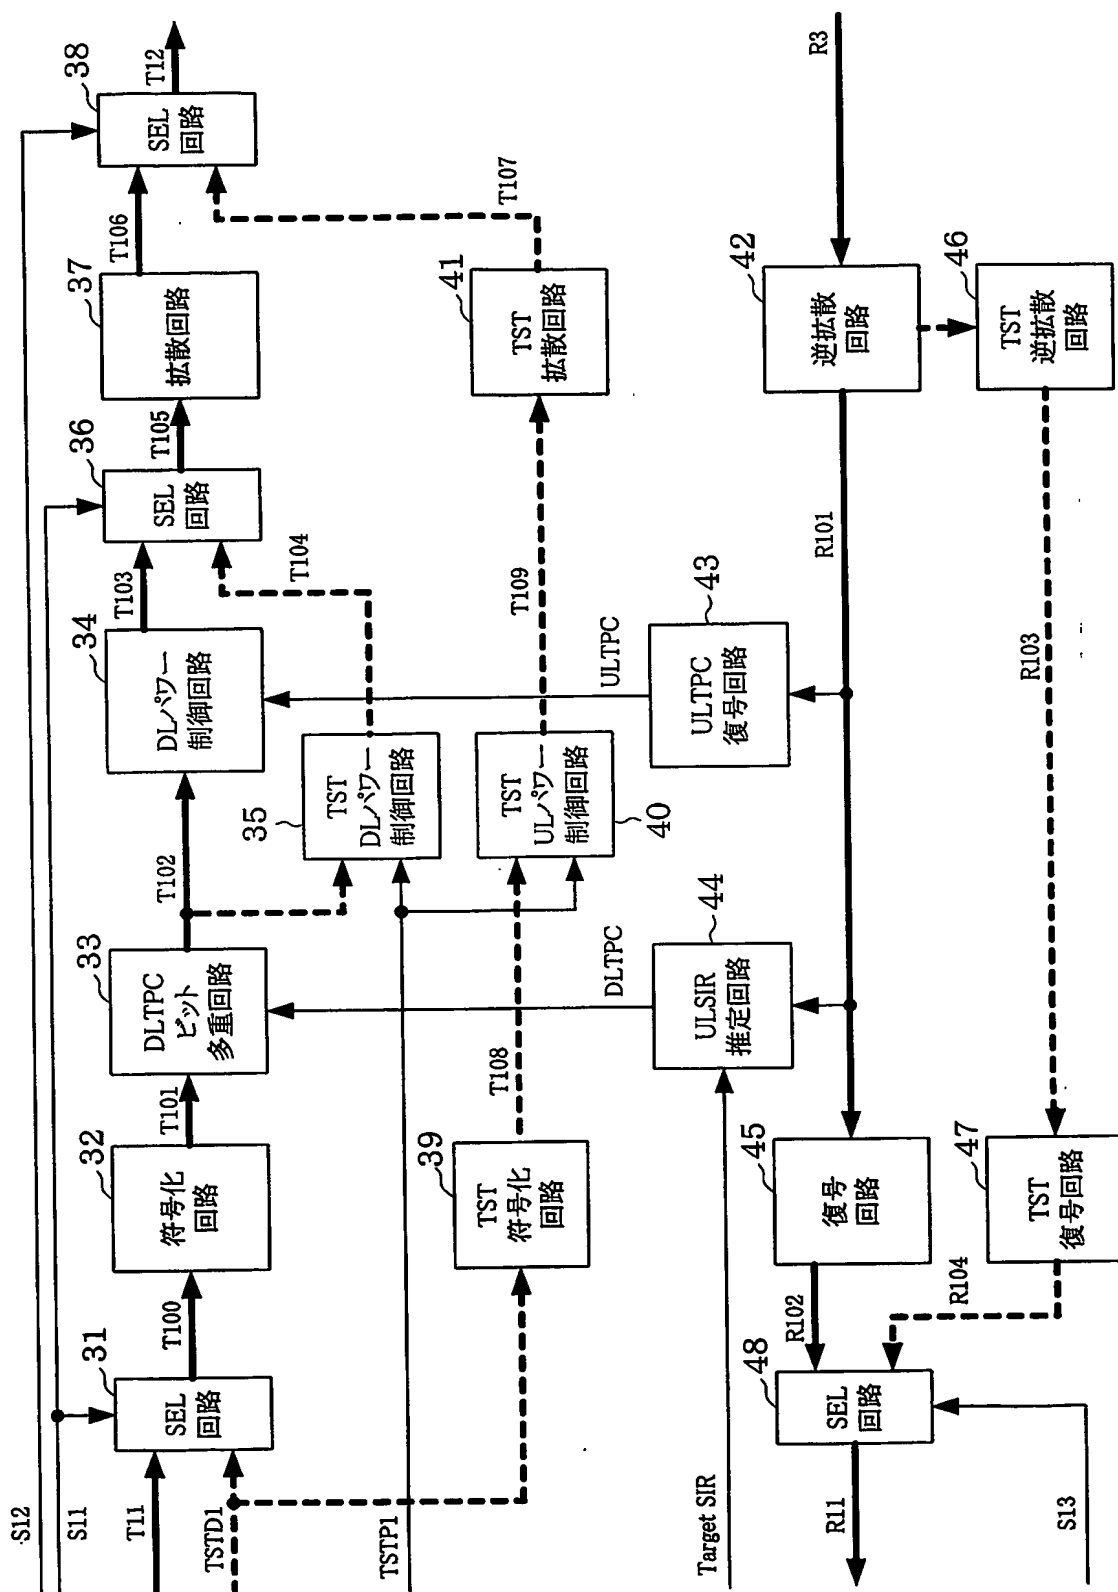 S12
S11
T11
TSTD1
TSTP1
31
SEL
回路
T100
32
符号化
回路
T101
33
DLTPC
ビット
多重回路
T102
34
DLパワー
制御回路
T103
35
TST
DLパワー
制御回路
T104
36
SEL
回路
T105
37
拡散回路
T106
38
SEL
回路
T12
39
TST
符号化
回路
T108
40
TST
ULパワー
制御回路
T109
41
TST
拡散回路
T107
DLTPC
ULTPC
43
ULTPC
復号回路
44
ULSIR
推定回路
Target SIR
R3
42
逆拡散
回路
R101
45
復号
回路
R102
46
TST
逆拡散
回路
R103
47
TST
復号回路
R104
48
SEL
回路
R11
S13